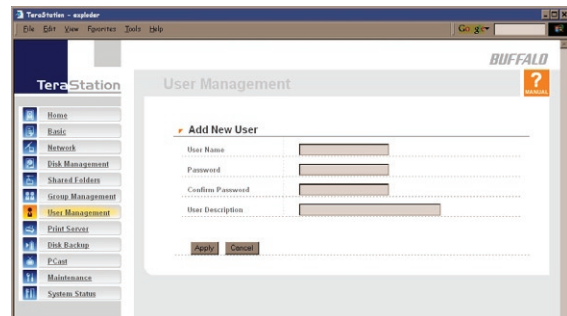 TeraStation - exploder
File Edit View Favorites Tools Help
Google
BUFFALO
TeraStation
User Management
?
MANUAL
Home
Basic
Network
Disk Management
Shared Folders
Group Management
User Management
Print Server
Disk Backup
PCast
Maintenance
System Status
Add New User
User Name
Password
Confirm Password
User Description
Apply Cancel